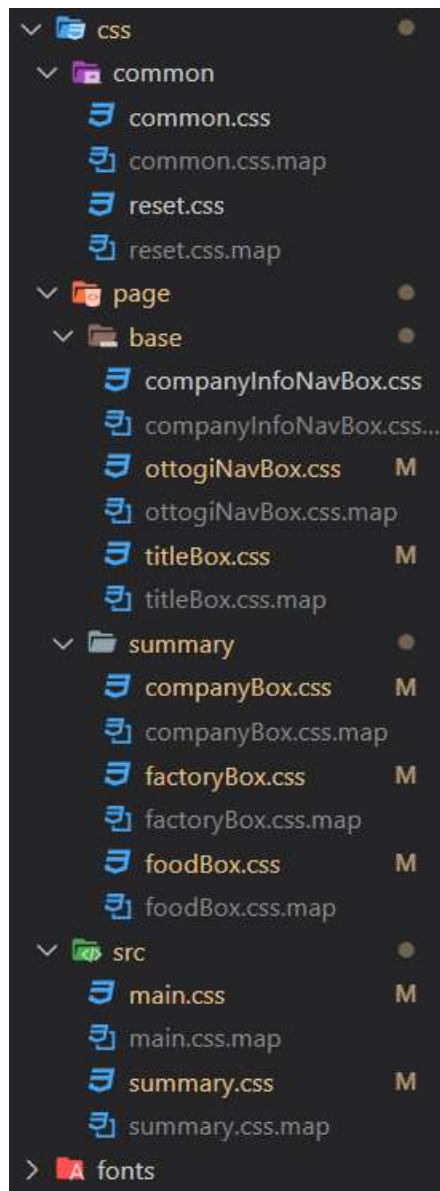 css
common
common.css
common.css.map
reset.css
reset.css.map
page
base
companyInfoNavBox.css
companyInfoNavBox.css...
ottogiNavBox.css M
ottogiNavBox.css.map
titleBox.css M
titleBox.css.map
summary
companyBox.css M
companyBox.css.map
factoryBox.css M
factoryBox.css.map
foodBox.css M
foodBox.css.map
src
main.css M
main.css.map
summary.css M
summary.css.map
fonts